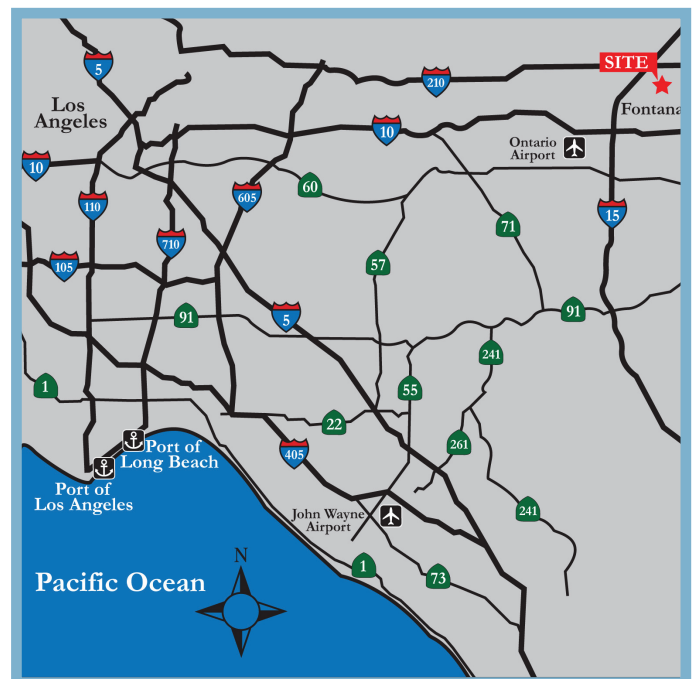 5
210
SITE
Los
Angeles
Fontana
10
Ontario
Airport
10
60
605
110
71
15
710
57
105
91
5
91
241
1
55
22
261
405
Port of
Long Beach
Port of
Los Angeles
John Wayne
Airport
241
N
1
73
Pacific Ocean